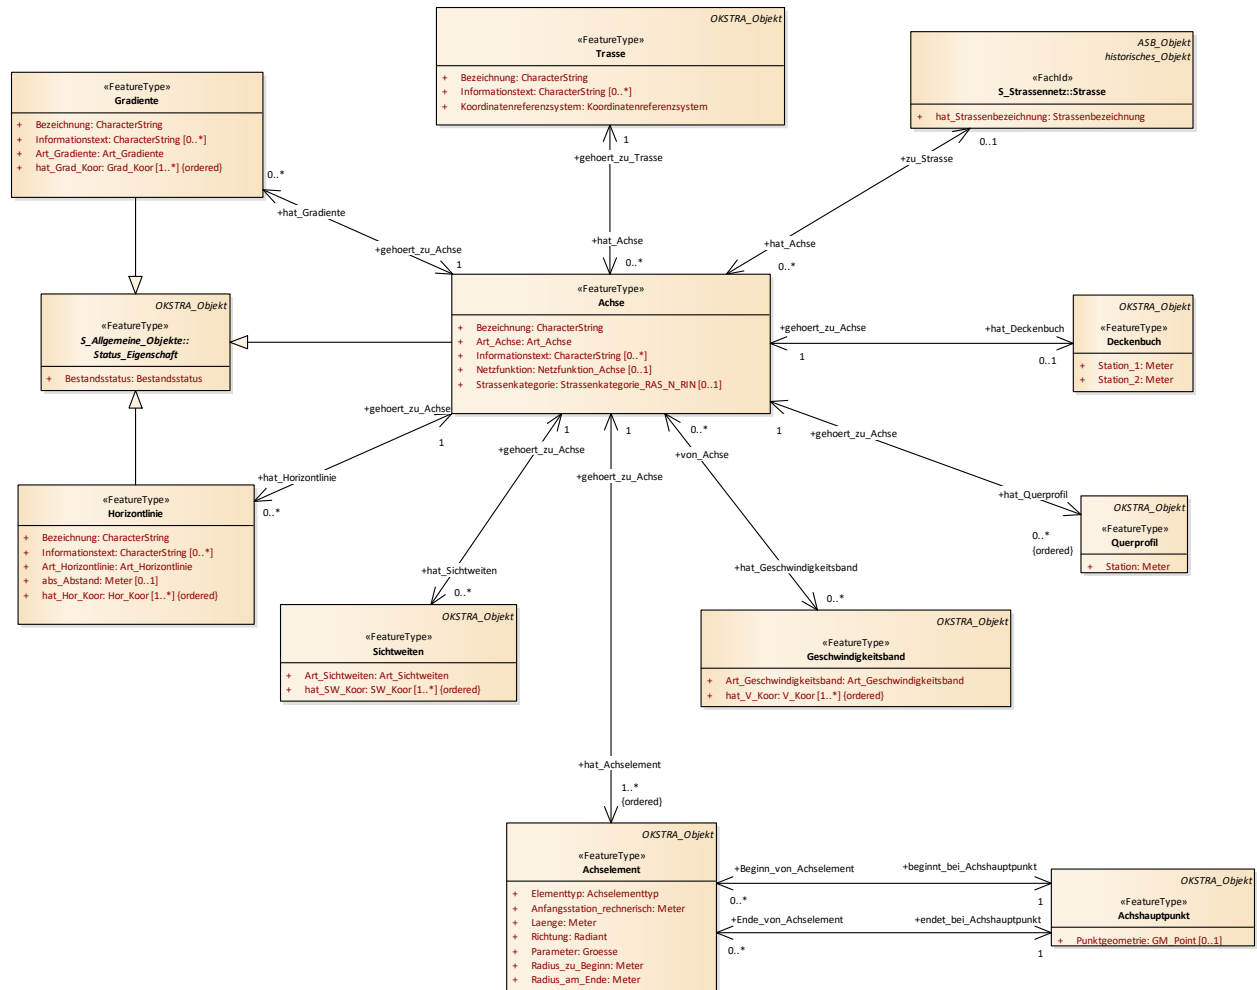 OKSTRA_Objekt
«FeatureType»
Trasse
+ Bezeichnung: CharacterString
+ Informationstext: CharacterString [0..*]
+ Koordinatenreferenzsystem: Koordinatenreferenzsystem
ASB_Objekt
historisches_Objekt
«FachId»
S_Strassennetz::Strasse
+ hat_Strassenbezeichnung: Strassenbezeichnung
«FeatureType»
Gradiente
+ Bezeichnung: CharacterString
+ Informationstext: CharacterString [0..*]
+ Art_Gradiente: Art_Gradiente
+ hat_Grad_Koor: Grad_Koor [1..*] {ordered}
1
+gehoert_zu_Trasse
+hat_Achse
0..*
0..1
+zu_Strasse
+hat_Achse
0..*
0..*
+hat_Gradiente
+gehoert_zu_Achse
1
OKSTRA_Objekt
«FeatureType»
S_Allgemeine_Objekte::
Status_Eigenschaft
+ Bestandsstatus: Bestandsstatus
«FeatureType»
Achse
+ Bezeichnung: CharacterString
+ Art_Achse: Art_Achse
+ Informationstext: CharacterString [0..*]
+ Netzfunktion: Netzfunktion_Achse [0..1]
+ Strassenkategorie: Strassenkategorie_RAS_N_RIN [0..1]
+gehoert_zu_Achse
1
+hat_Deckenbuch
0..1
OKSTRA_Objekt
«FeatureType»
Deckenbuch
+ Station_1: Meter
+ Station_2: Meter
+gehoert_zu_Achse
1
+hat_Horizontlinie
0..*
1
+gehoert_zu_Achse
+hat_Sichtweiten
0..*
1
+gehoert_zu_Achse
+hat_Achselement
1..*
{ordered}
0..*
+von_Achse
+hat_Geschwindigkeitsband
0..*
1
+gehoert_zu_Achse
+hat_Querprofil
0..*
{ordered}
OKSTRA_Objekt
«FeatureType»
Querprofil
+ Station: Meter
«FeatureType»
Horizontlinie
+ Bezeichnung: CharacterString
+ Informationstext: CharacterString [0..*]
+ Art_Horizontlinie: Art_Horizontlinie
+ abs_Abstand: Meter [0..1]
+ hat_Hor_Koor: Hor_Koor [1..*] {ordered}
OKSTRA_Objekt
«FeatureType»
Sichtweiten
+ Art_Sichtweiten: Art_Sichtweiten
+ hat_SW_Koor: SW_Koor [1..*] {ordered}
OKSTRA_Objekt
«FeatureType»
Geschwindigkeitsband
+ Art_Geschwindigkeitsband: Art_Geschwindigkeitsband
+ hat_V_Koor: V_Koor [1..*] {ordered}
OKSTRA_Objekt
«FeatureType»
Achselement
+ Elementtyp: Achselementtyp
+ Anfangsstation_rechnerisch: Meter
+ Laenge: Meter
+ Richtung: Radiant
+ Parameter: Groesse
+ Radius_zu_Beginn: Meter
+ Radius_am_Ende: Meter
+Beginn_von_Achselement
0..*
+beginnt_bei_Achshauptpunkt
1
+Ende_von_Achselement
0..*
+endet_bei_Achshauptpunkt
1
OKSTRA_Objekt
«FeatureType»
Achshauptpunkt
+ Punktgeometrie: GM_Point [0..1]